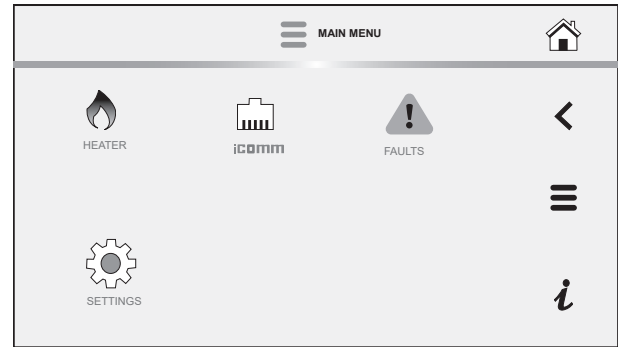 MAIN MENU
HEATER
icomm
FAULTS
SETTINGS
i